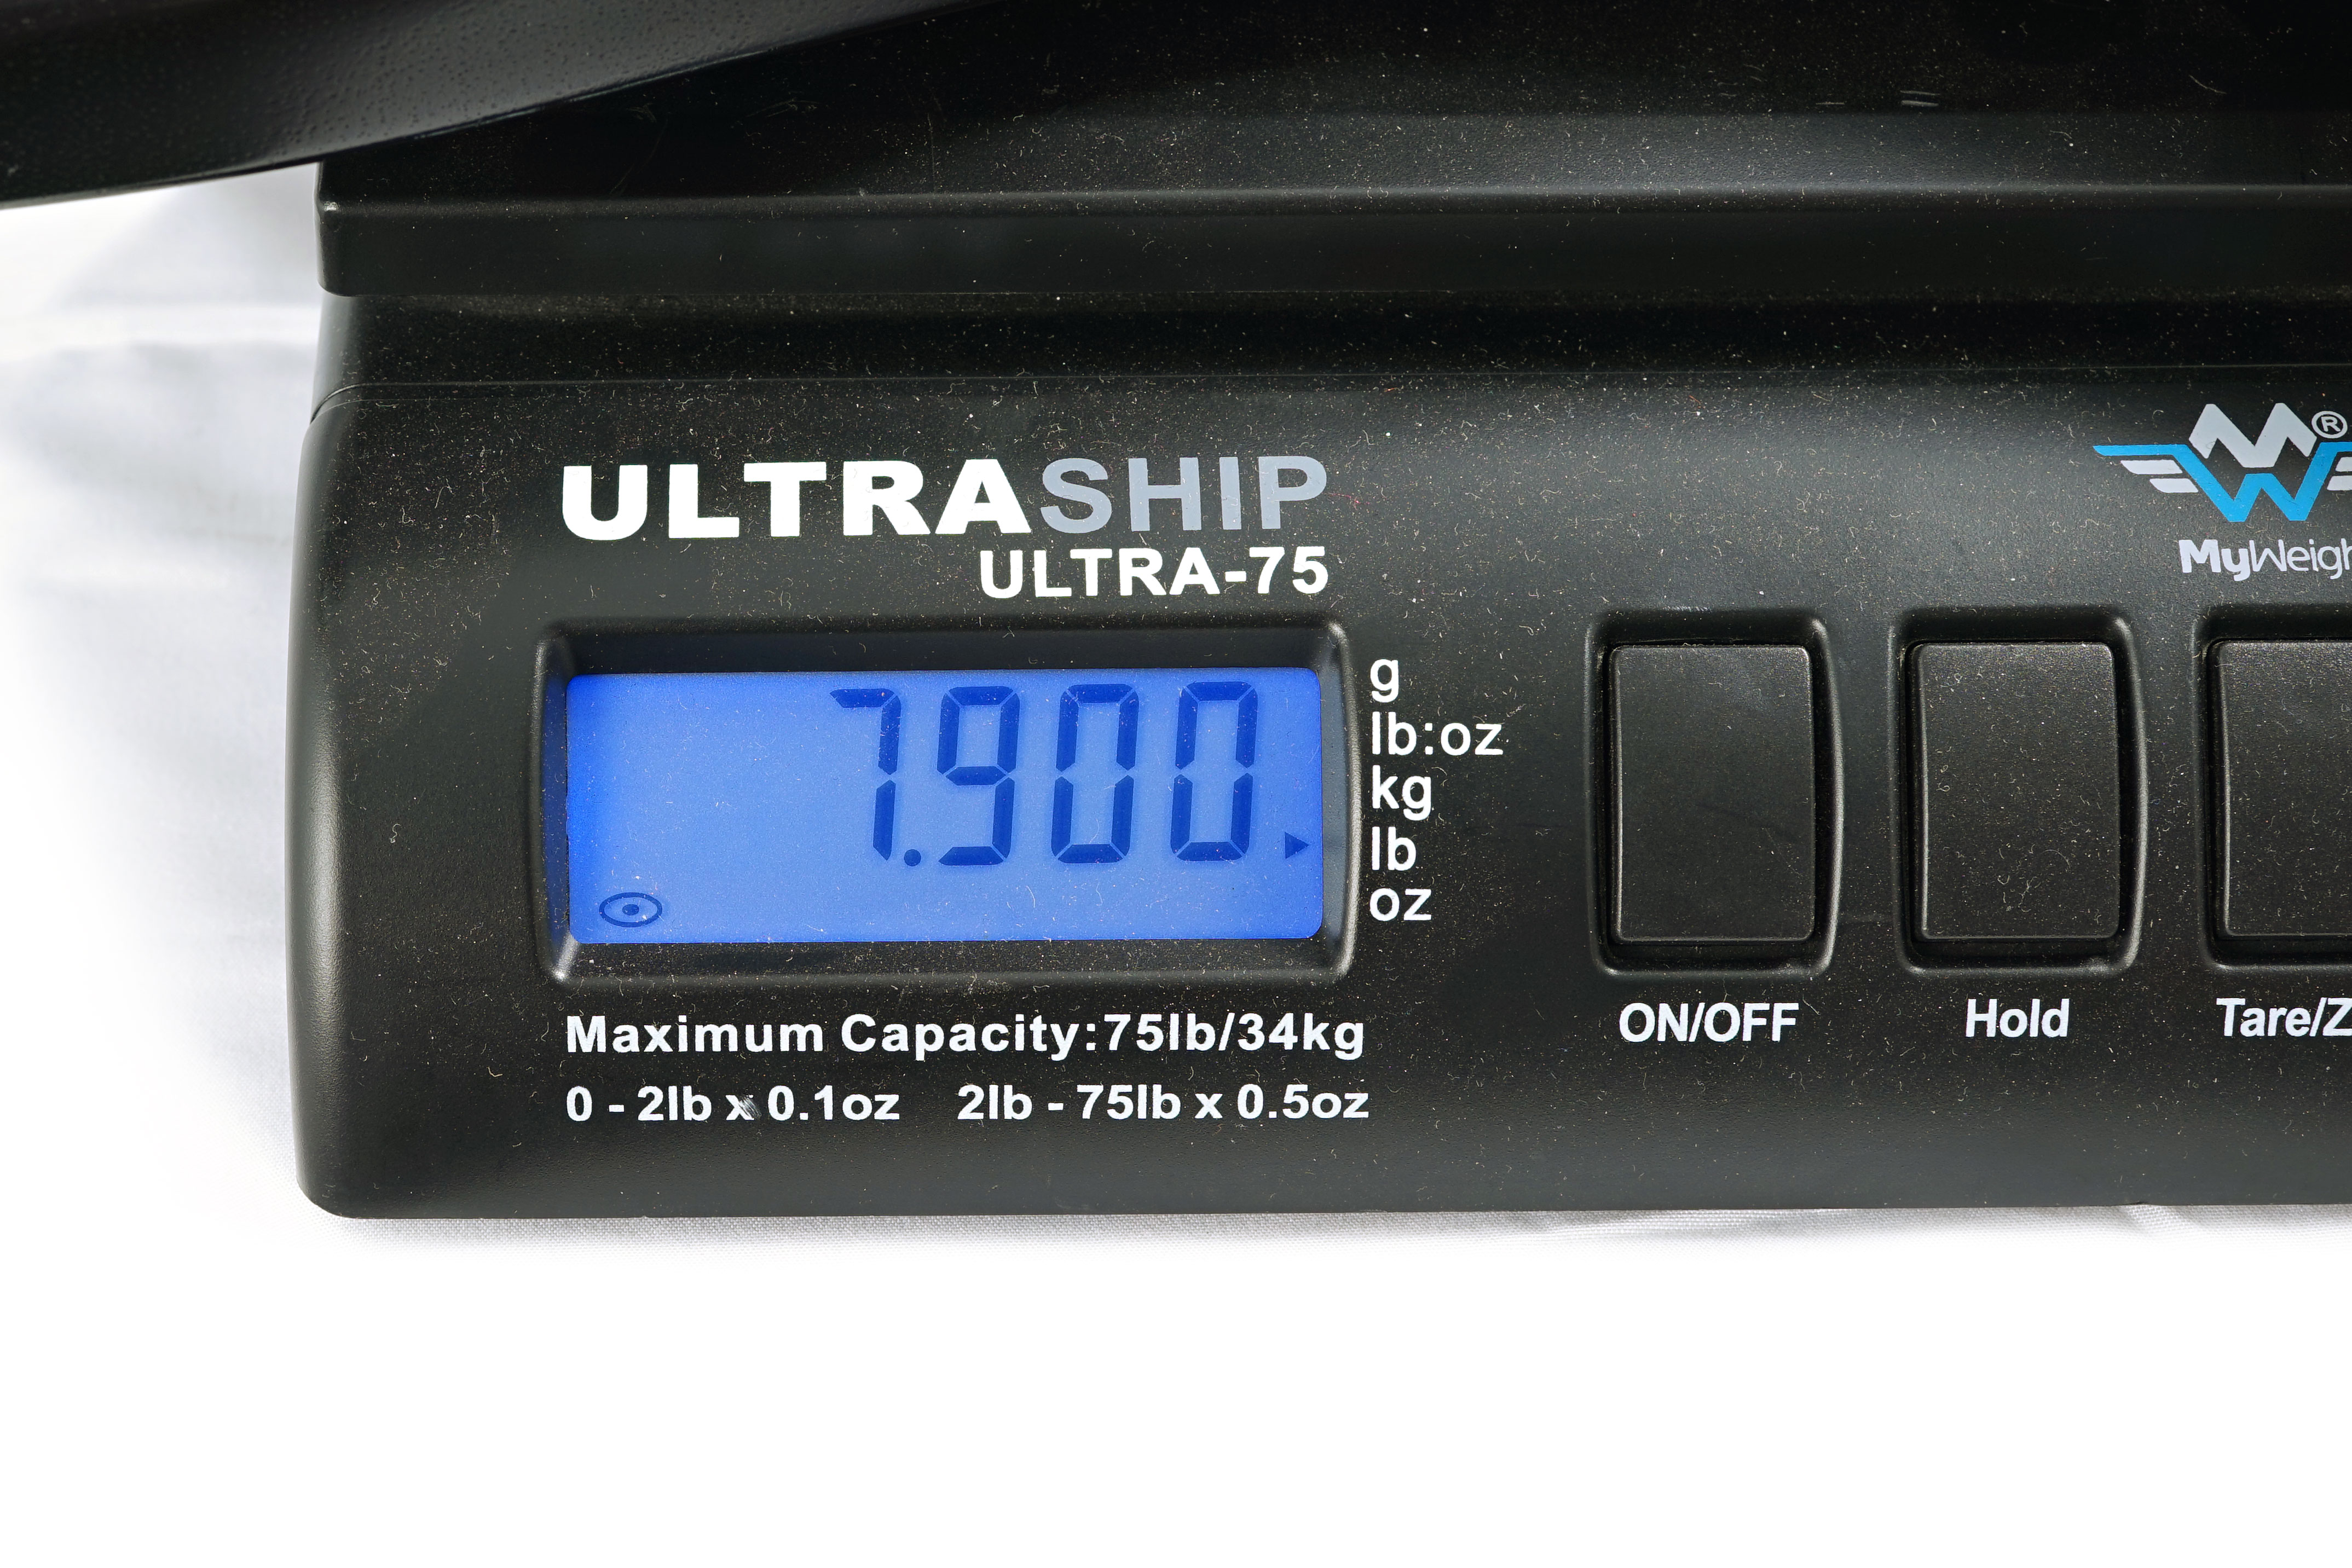 ULTRASHIP
ULTRA-75
®
MyWeigh
7.900
g
lb:oz
kg
lb
oz
ON/OFF
Hold
Tare/Z
Maximum Capacity:75lb/34kg
0 - 2lb x 0.1oz 2lb - 75lb x 0.5oz